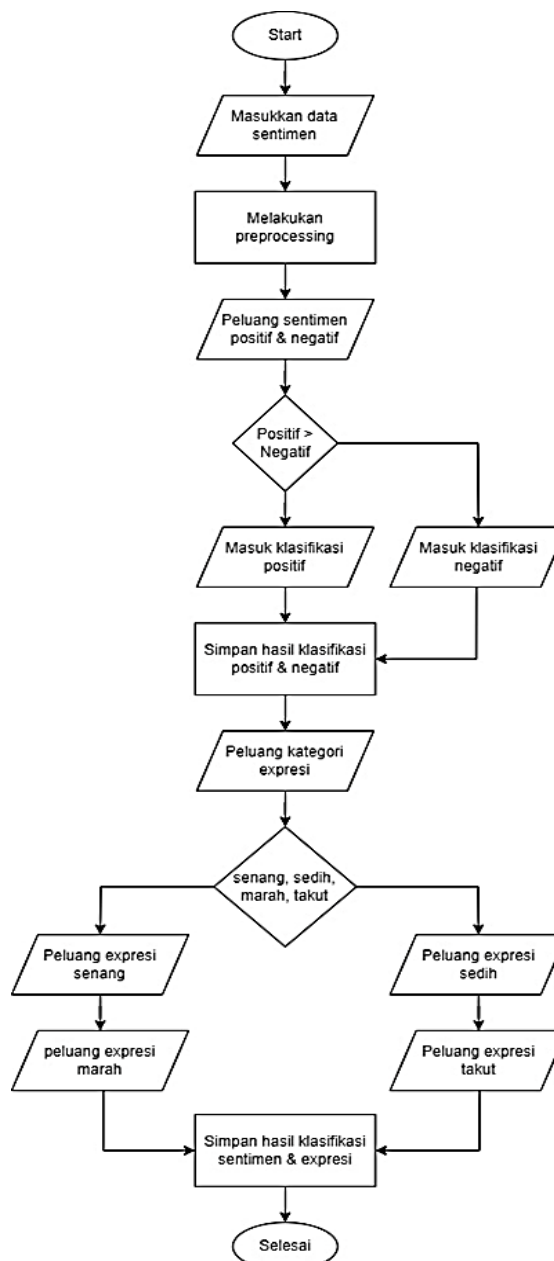 Start
Masukkan data
sentimen
Melakukan
preprocessing
Peluang sentimen
positif & negatif
Positif >
Negatif
Masuk klasifikasi
positif
Masuk klasifikasi
negatif
Simpan hasil klasifikasi
positif & negatif
Peluang kategori
expresi
senang, sedih,
marah, takut
Peluang expresi
senang
Peluang expresi
sedih
peluang expresi
marah
Peluang expresi
takut
Simpan hasil klasifikasi
sentimen & expresi
Selesai